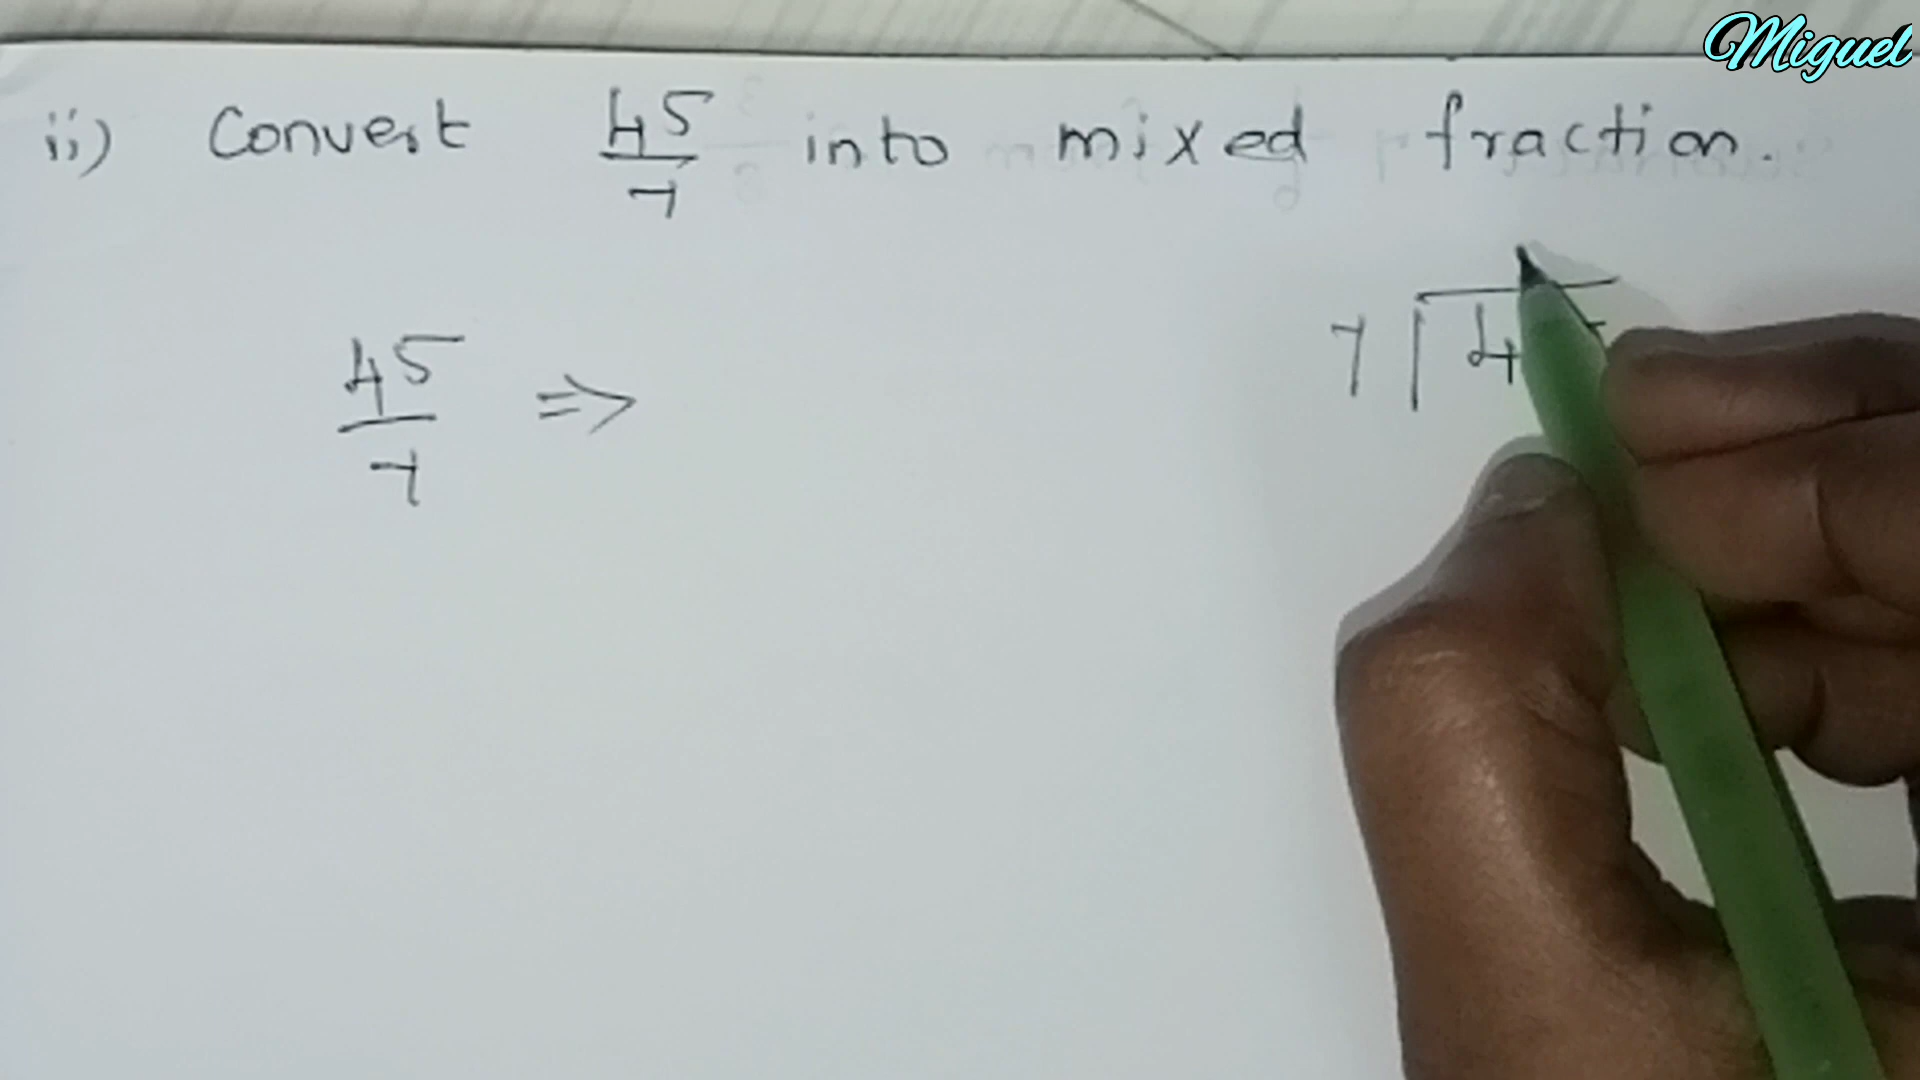 Miguel
ii) Convert 45/7 into mixed fraction.
45/7 ⇒
7 4